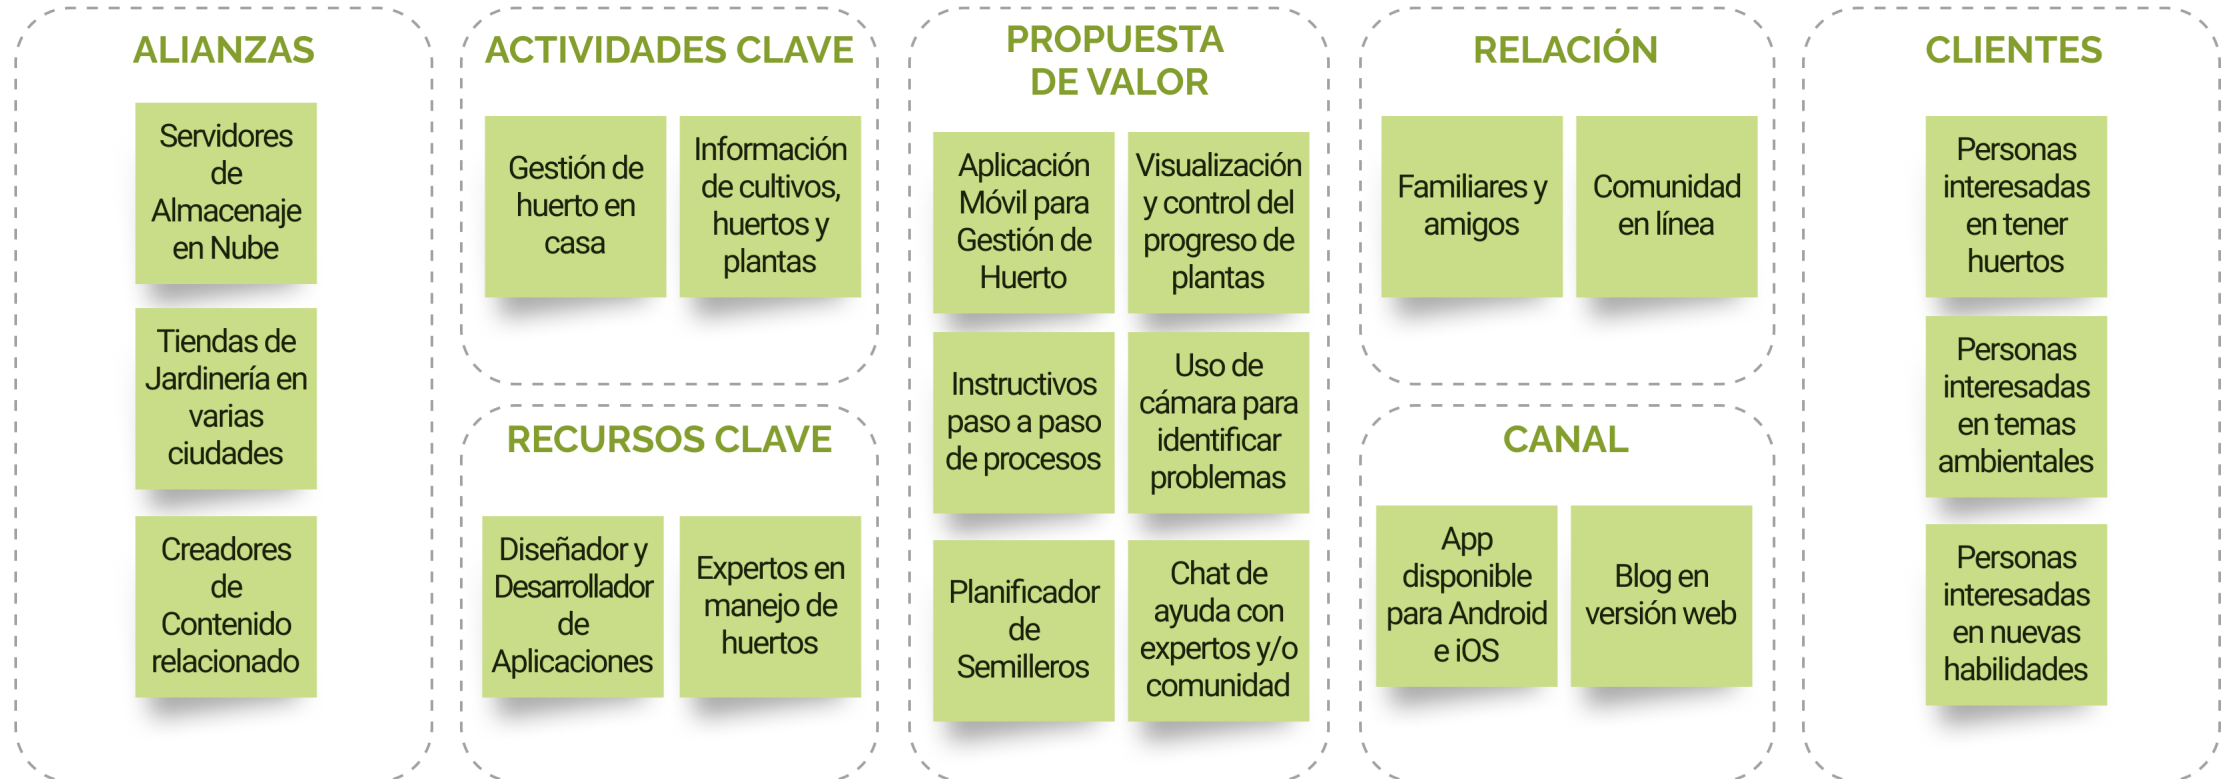 ALIANZAS
Servidores
de
Almacenaje
en Nube
Tiendas de
Jardinería en
varias
ciudades
Creadores
de
Contenido
relacionado
ACTIVIDADES CLAVE
Gestión de
huerto en
casa
Información
de cultivos,
huertos y
plantas
RECURSOS CLAVE
Diseñador y
Desarrollador
de
Aplicaciones
Expertos en
manejo de
huertos
PROPUESTA
DE VALOR
Aplicación
Móvil para
Gestión de
Huerto
Visualización
y control del
progreso de
plantas
Instructivos
paso a paso
de procesos
Uso de
cámara para
identificar
problemas
Planificador
de
Semilleros
Chat de
ayuda con
expertos y/o
comunidad
RELACIÓN
Familiares y
amigos
Comunidad
en línea
CANAL
App
disponible
para Android
e iOS
Blog en
versión web
CLIENTES
Personas
interesadas
en tener
huertos
Personas
interesadas
en temas
ambientales
Personas
interesadas
en nuevas
habilidades